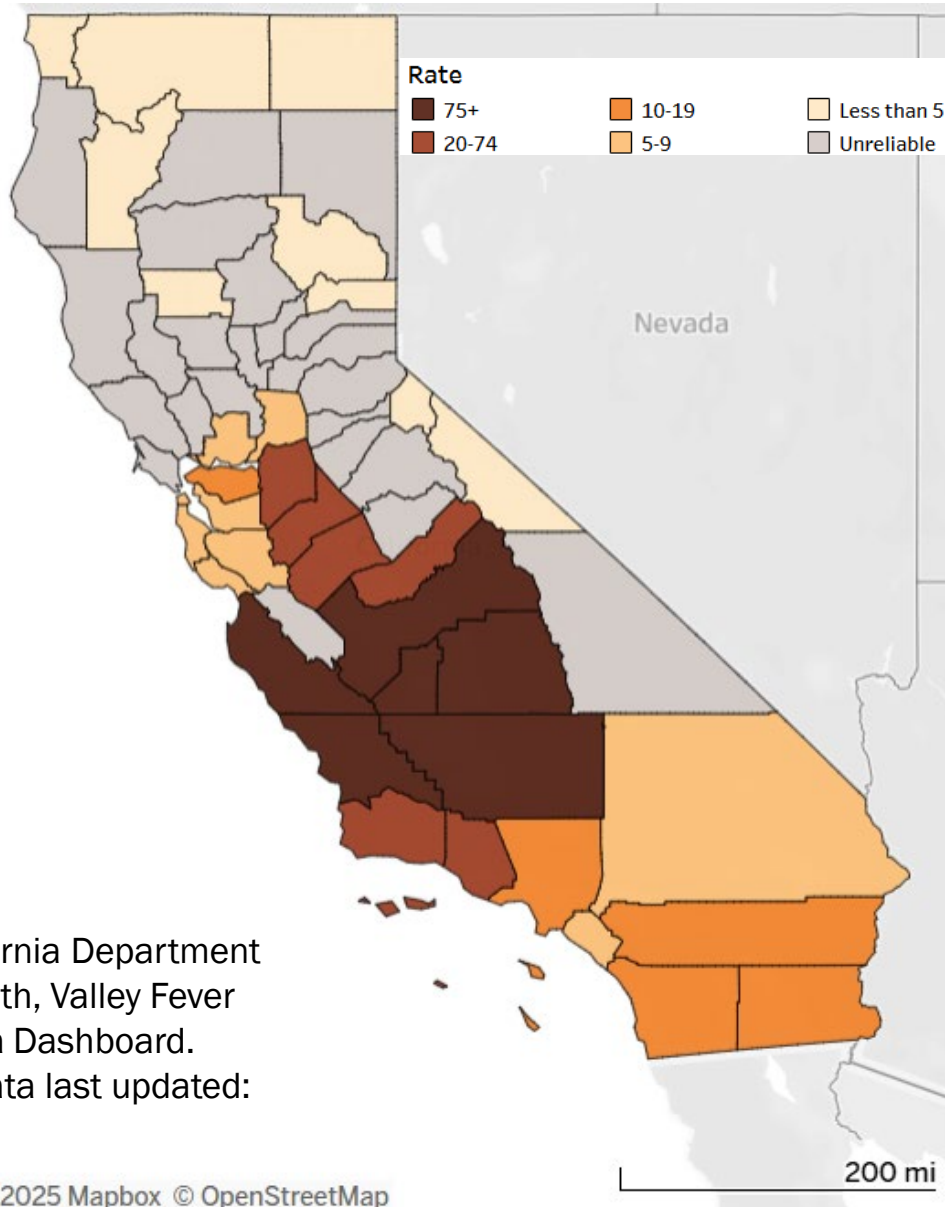 Rate
75+
10-19
Less than 5
20-74
5-9
Unreliable
Nevada
rnia Department
th, Valley Fever
Dashboard.
ta last updated:
200 mi
2025 Mapbox © OpenStreetMap